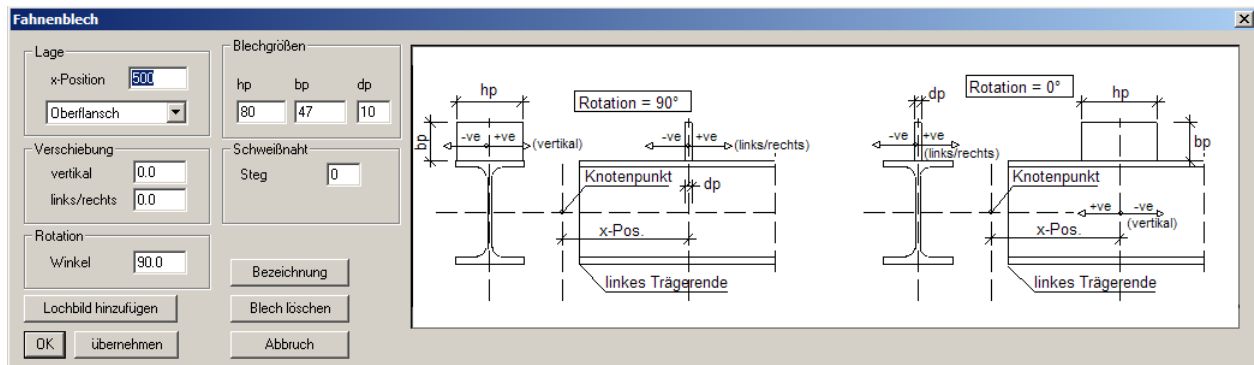 Fahnenblech
Lage
x-Position 500
Oberflansch
Verschiebung
vertikal 0.0
links/rechts 0.0
Rotation
Winkel 90.0
Lochbild hinzufügen
OK übernehmen
Blechgrößen
hp bp dp
80 47 10
Schweißnaht
Steg 0
Bezeichnung
Blech löschen
Abbruch
hp
Rotation = 90°
bp
-ve +ve (vertikal)
-ve +ve (links/rechts)
Knotenpunkt
dp
x-Pos.
linkes Trägerende
dp
Rotation = 0°
hp
-ve +ve
(links/rechts)
bp
Knotenpunkt
+ve -ve
(vertikal)
x-Pos.
linkes Trägerende